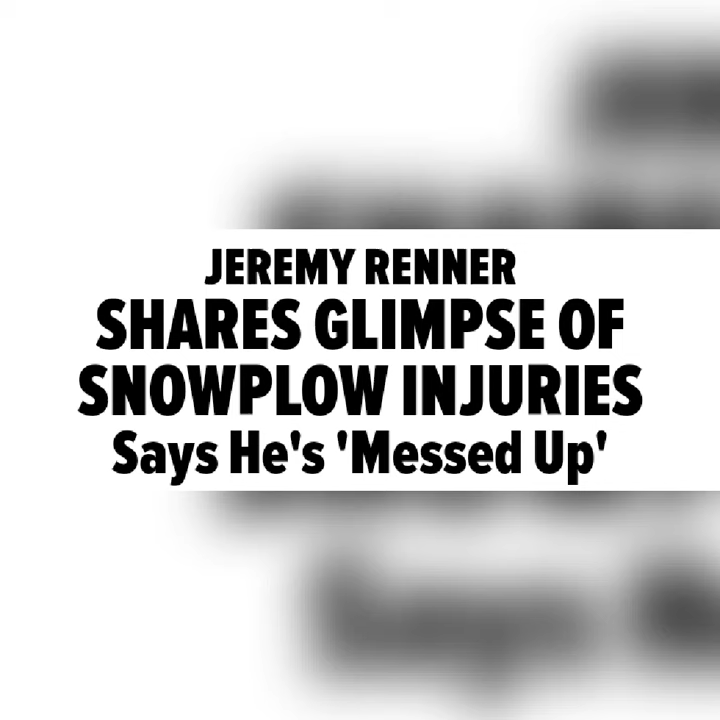 JEREMY RENNER
SHARES GLIMPSE OF
SNOWPLOW INJURIES
Says He's 'Messed Up'